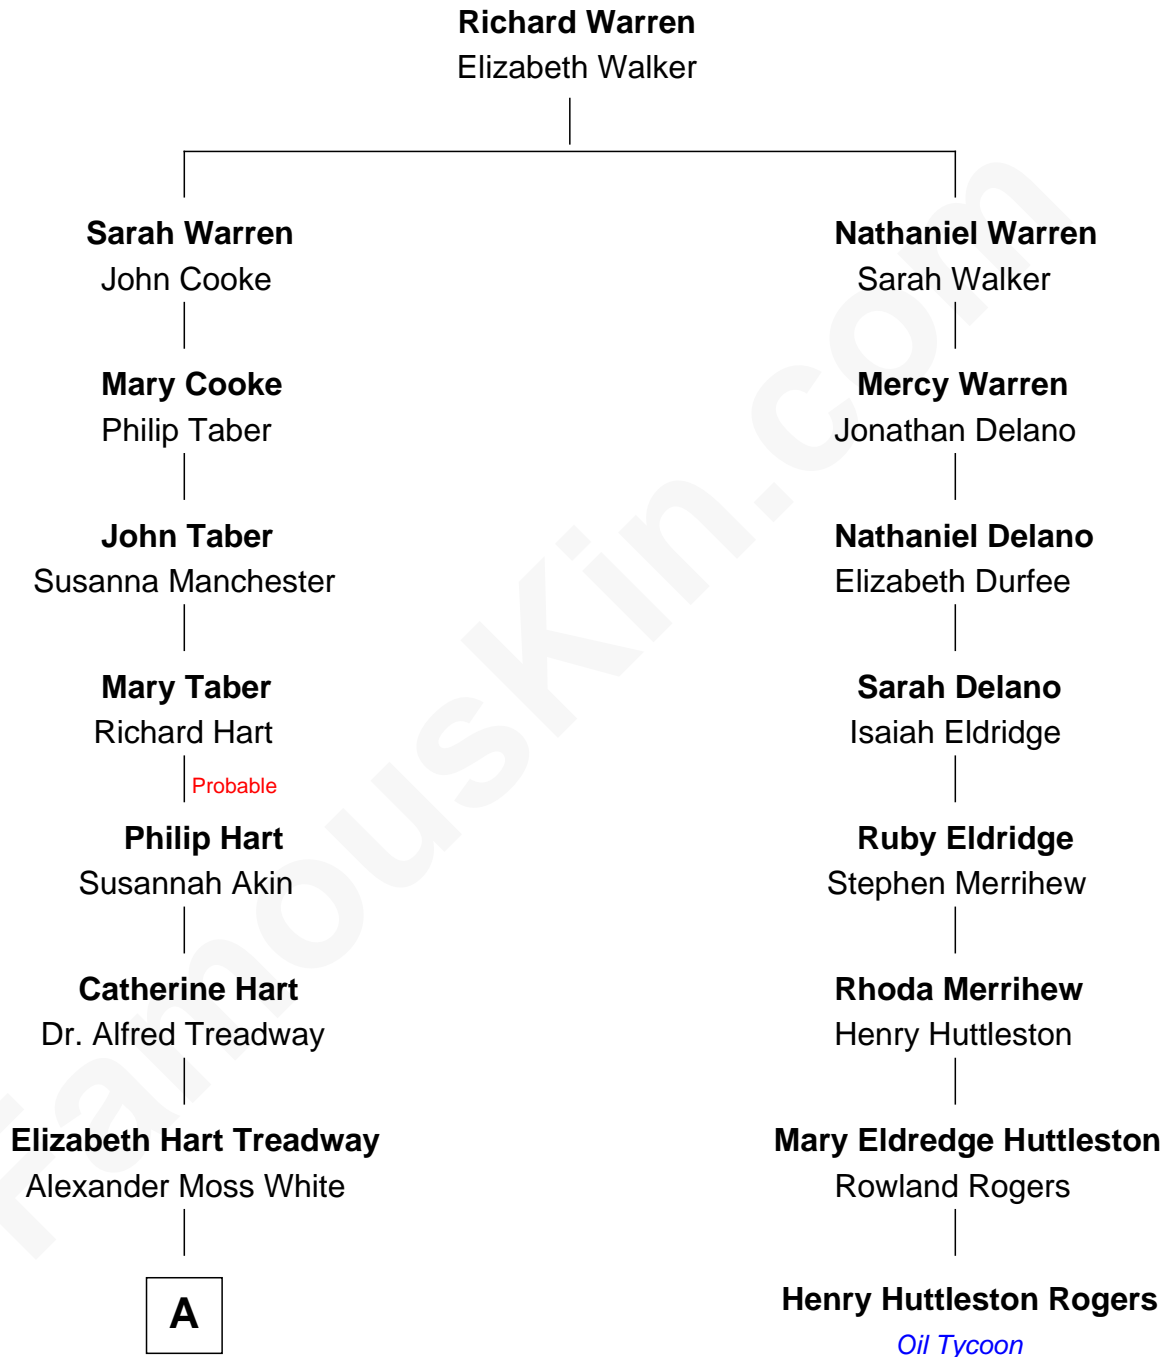 Richard Warren
Elizabeth Walker
Sarah Warren
John Cooke
Nathaniel Warren
Sarah Walker
Mary Cooke
Philip Taber
Mercy Warren
Jonathan Delano
John Taber
Susanna Manchester
Nathaniel Delano
Elizabeth Durfee
Mary Taber
Richard Hart
Sarah Delano
Isaiah Eldridge
Probable
Philip Hart
Susannah Akin
Ruby Eldridge
Stephen Merrihew
Catherine Hart
Dr. Alfred Treadway
Rhoda Merrihew
Henry Huttleston
Elizabeth Hart Treadway
Alexander Moss White
Mary Eldredge Huttleston
Rowland Rogers
A
Henry Huttleston Rogers
Oil Tycoon
FamousKin.com